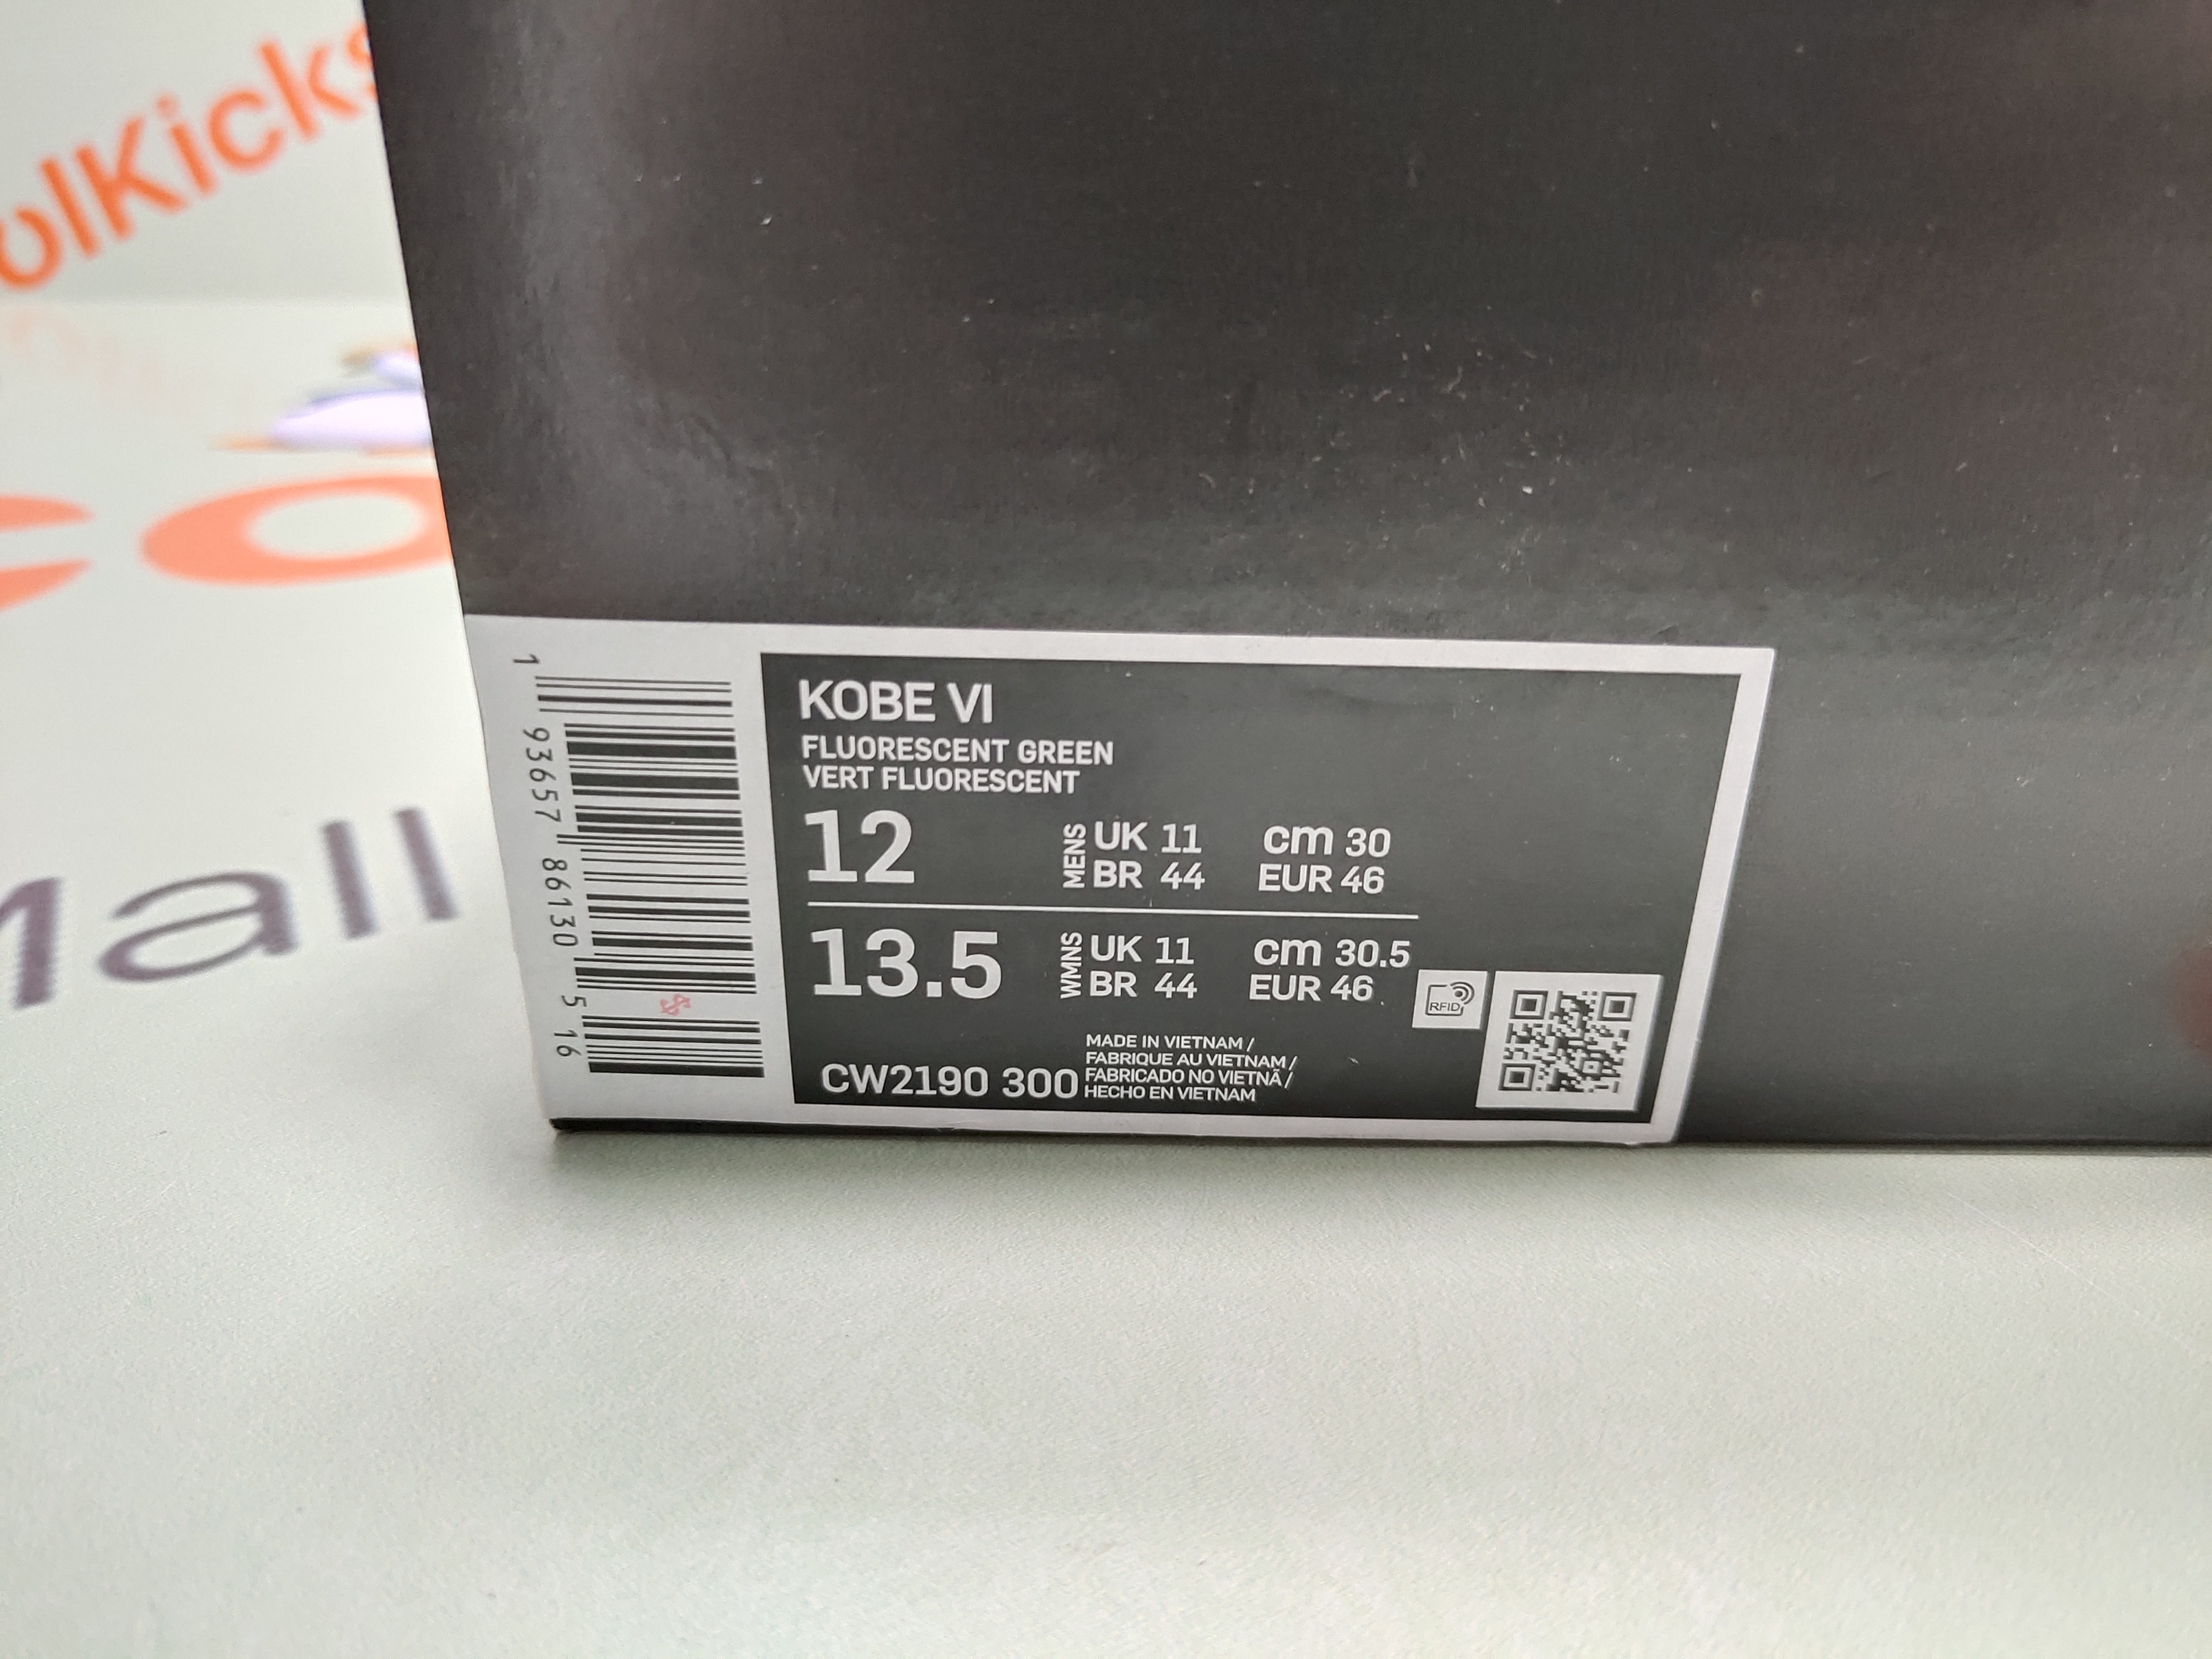 olKicks
co
Mall
1 93657 86130 5 16
KOBE VI
FLUORESCENT GREEN
VERT FLUORESCENT
12 MENS UK 11 cm 30
BR 44 EUR 46
13.5 WMNS UK 11 cm 30.5
BR 44 EUR 46
RFID
CW2190 300
MADE IN VIETNAM /
FABRIQUE AU VIETNAM /
FABRICADO NO VIETNÃ /
HECHO EN VIETNAM